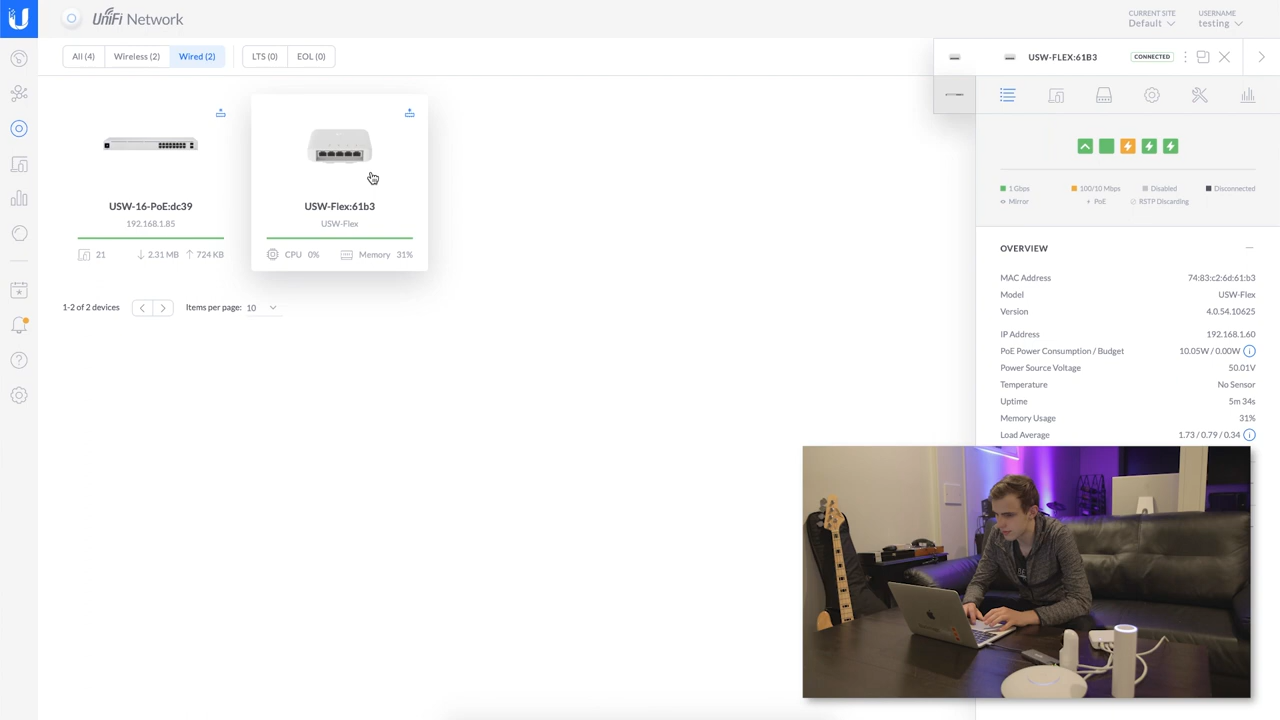 UniFi Network
CURRENT SITE
Default
USERNAME
testing
All (4)
Wireless (2)
Wired (2)
LTS (0)
EOL (0)
USW-FLEX:61B3
CONNECTED
USW-16-PoE:dc39
192.168.1.85
21
2.31 MB
724 KB
USW-Flex:61b3
USW-Flex
CPU 0%
Memory 31%
1-2 of 2 devices
Items per page: 10
1 Gbps
100/10 Mbps
Disabled
Disconnected
Mirror
PoE
RSTP Discarding
OVERVIEW
MAC Address 74:83:c2:6d:61:b3
Model USW-Flex
Version 4.0.54.10625
IP Address 192.168.1.60
PoE Power Consumption / Budget 10.05W / 0.00W
Power Source Voltage 50.01V
Temperature No Sensor
Uptime 5m 34s
Memory Usage 31%
Load Average 1.73 / 0.79 / 0.34